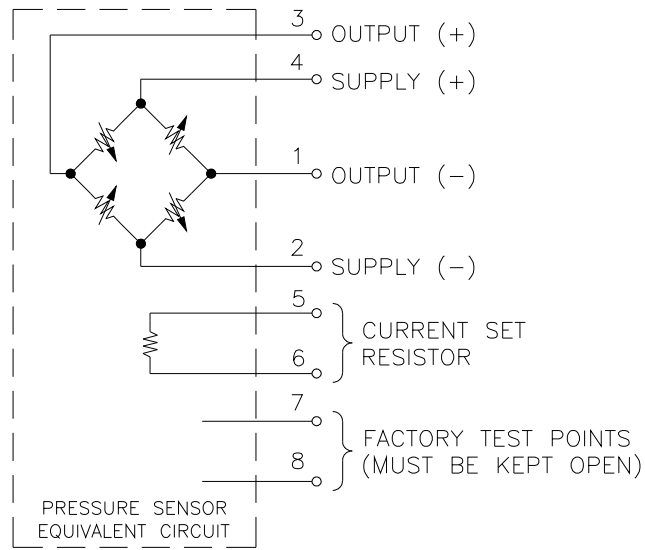 3
OUTPUT (+)
4
SUPPLY (+)
1
OUTPUT (-)
2
SUPPLY (-)
5
CURRENT SET
RESISTOR
6
7
FACTORY TEST POINTS
(MUST BE KEPT OPEN)
8
PRESSURE SENSOR
EQUIVALENT CIRCUIT